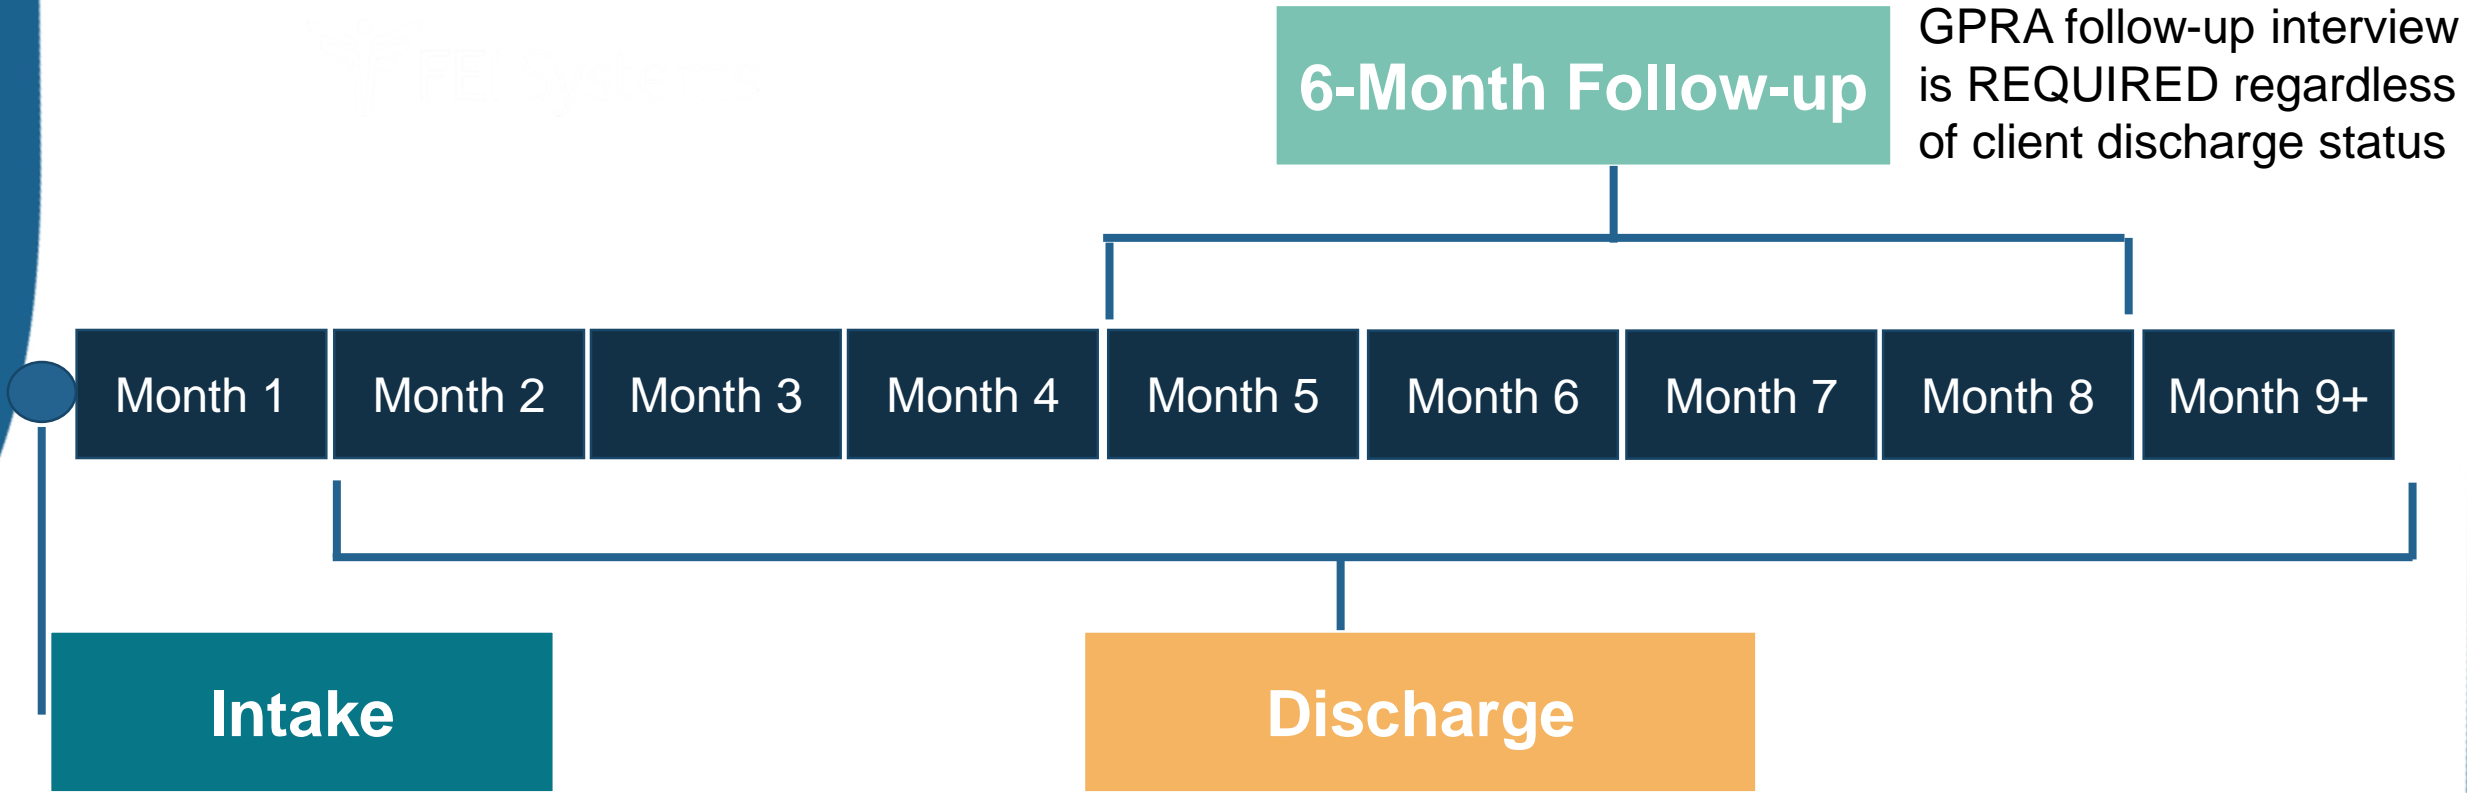 6-Month Follow-up
GPRA follow-up interview
is REQUIRED regardless
of client discharge status
Month 1
Month 2
Month 3
Month 4
Month 5
Month 6
Month 7
Month 8
Month 9+
Intake
Discharge